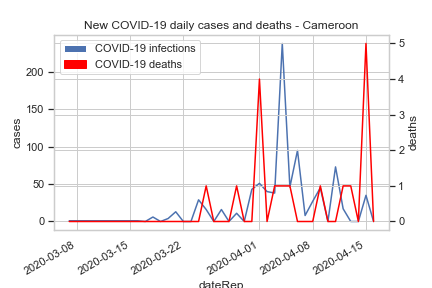 New COVID-19 daily cases and deaths - Cameroon
COVID-19 infections
COVID-19 deaths
200
150
100
50
0
cases
5
4
3
2
1
0
deaths
2020-03-08
2020-03-15
2020-03-22
2020-04-01
2020-04-08
2020-04-15
dateRep